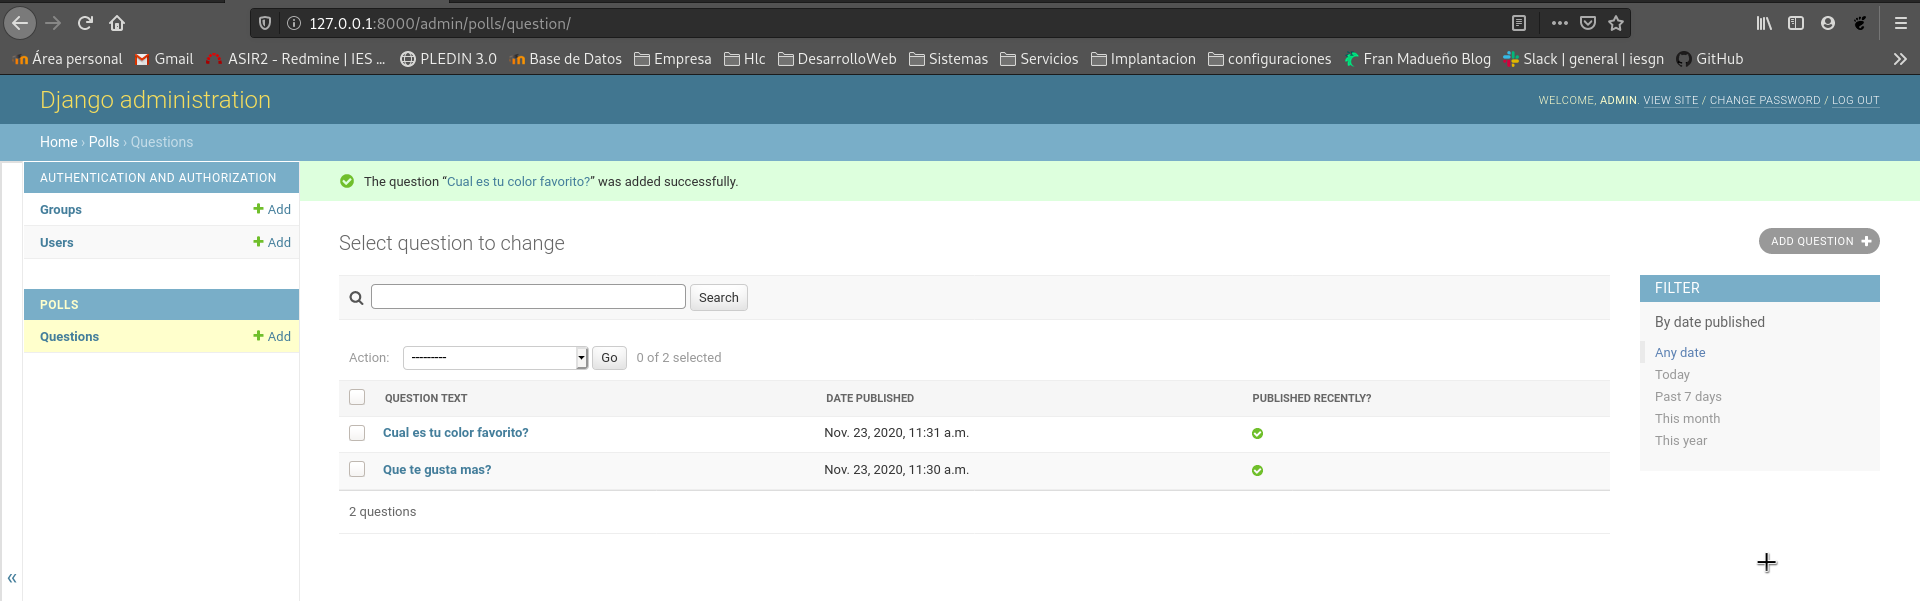 127.0.0.1:8000/admin/polls/question/
Área personal Gmail ASIR2 - Redmine | IES ... PLEDIN 3.0 Base de Datos Empresa Hlc DesarrolloWeb Sistemas Servicios Implantacion configuraciones Fran Madueño Blog Slack | general | iesgn GitHub
Django administration
WELCOME, ADMIN. VIEW SITE / CHANGE PASSWORD / LOG OUT
Home › Polls › Questions
AUTHENTICATION AND AUTHORIZATION
Groups + Add
Users + Add
POLLS
Questions + Add
«
The question “Cual es tu color favorito?” was added successfully.
Select question to change
ADD QUESTION +
Search
Action: --------- Go 0 of 2 selected
QUESTION TEXT DATE PUBLISHED PUBLISHED RECENTLY?
Cual es tu color favorito? Nov. 23, 2020, 11:31 a.m.
Que te gusta mas? Nov. 23, 2020, 11:30 a.m.
2 questions
FILTER
By date published
Any date
Today
Past 7 days
This month
This year